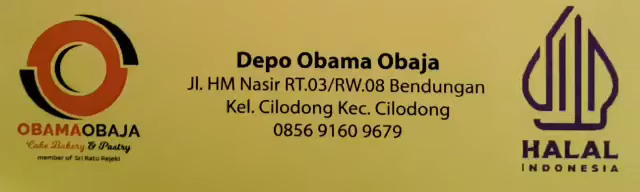 OBAMAOBAJA
Cake Bakery & Pastry
member of Sri Ratu Rejeki
Depo Obama Obaja
Jl. HM Nasir RT.03/RW.08 Bendungan
Kel. Cilodong Kec. Cilodong
0856 9160 9679
HALAL
INDONESIA